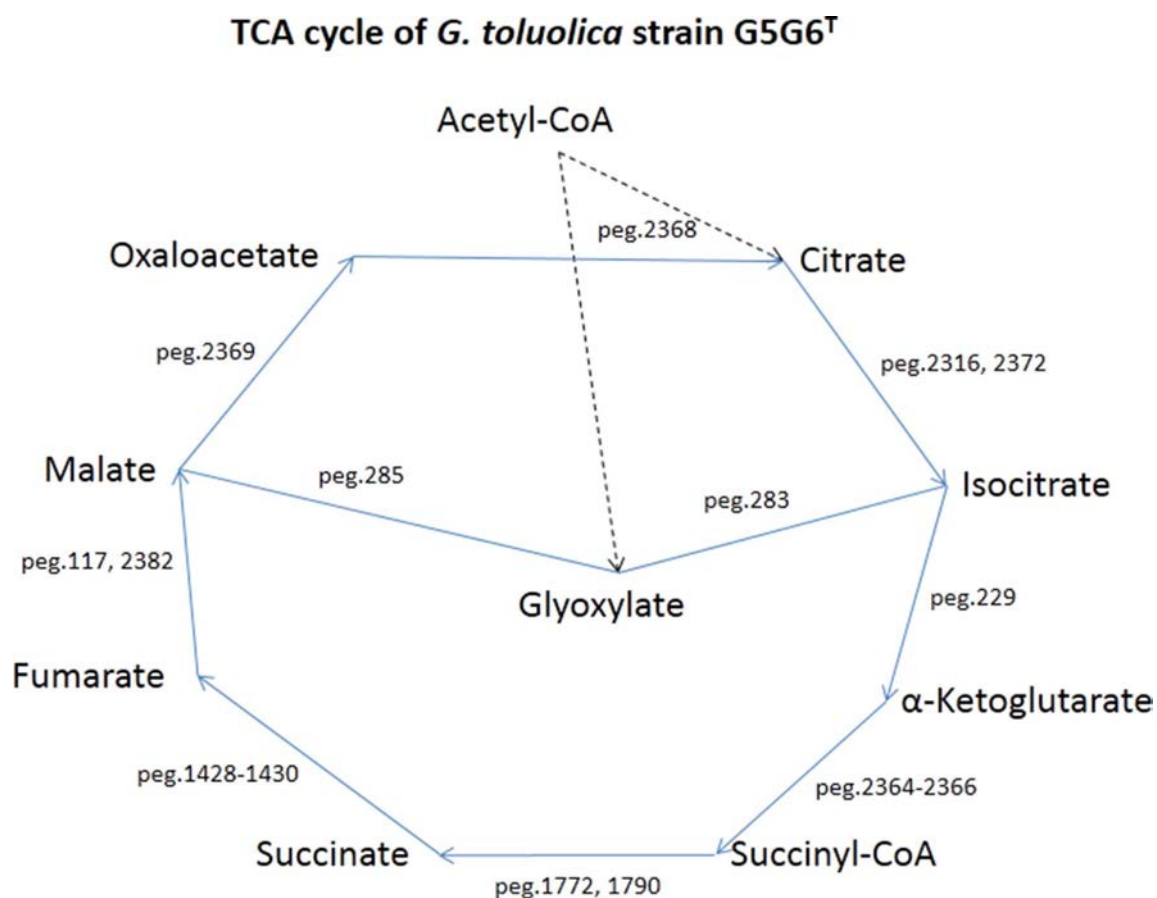 TCA cycle of G. toluolica strain G5G6ᵀ
Acetyl-CoA
peg.2368
Oxaloacetate
Citrate
peg.2369
peg.2316, 2372
Malate
peg.285
peg.283
Isocitrate
peg.117, 2382
Glyoxylate
peg.229
Fumarate
α-Ketoglutarate
peg.1428-1430
peg.2364-2366
Succinate
Succinyl-CoA
peg.1772, 1790